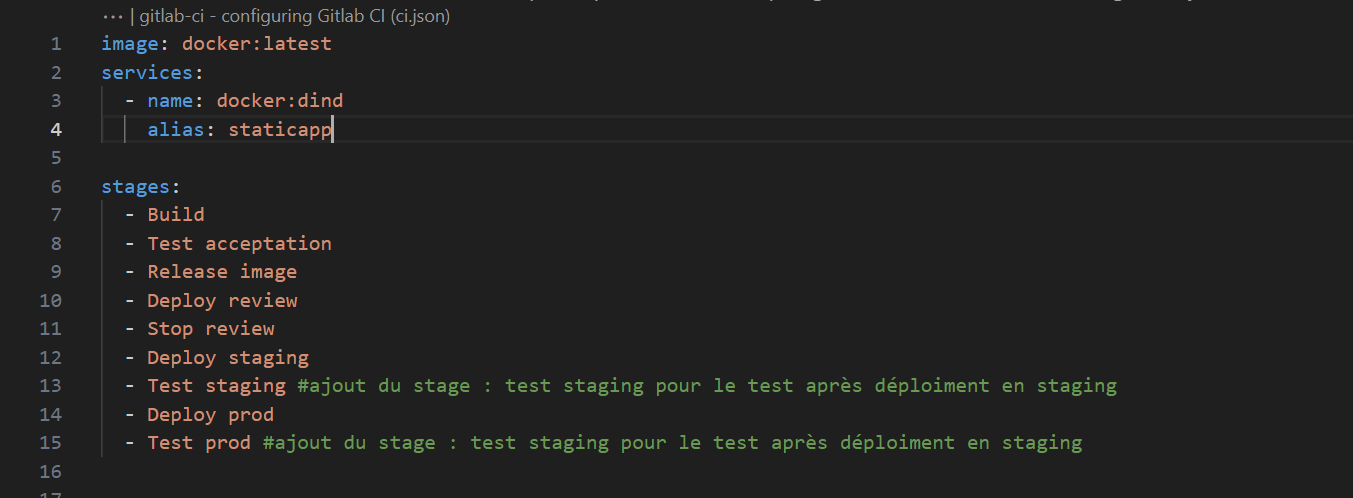 ... | gitlab-ci - configuring Gitlab CI (ci.json)
1 image: docker:latest
2 services:
3 - name: docker:dind
4 alias: staticapp
5
6 stages:
7 - Build
8 - Test acceptation
9 - Release image
10 - Deploy review
11 - Stop review
12 - Deploy staging
13 - Test staging #ajout du stage : test staging pour le test après déploiment en staging
14 - Deploy prod
15 - Test prod #ajout du stage : test staging pour le test après déploiment en staging
16